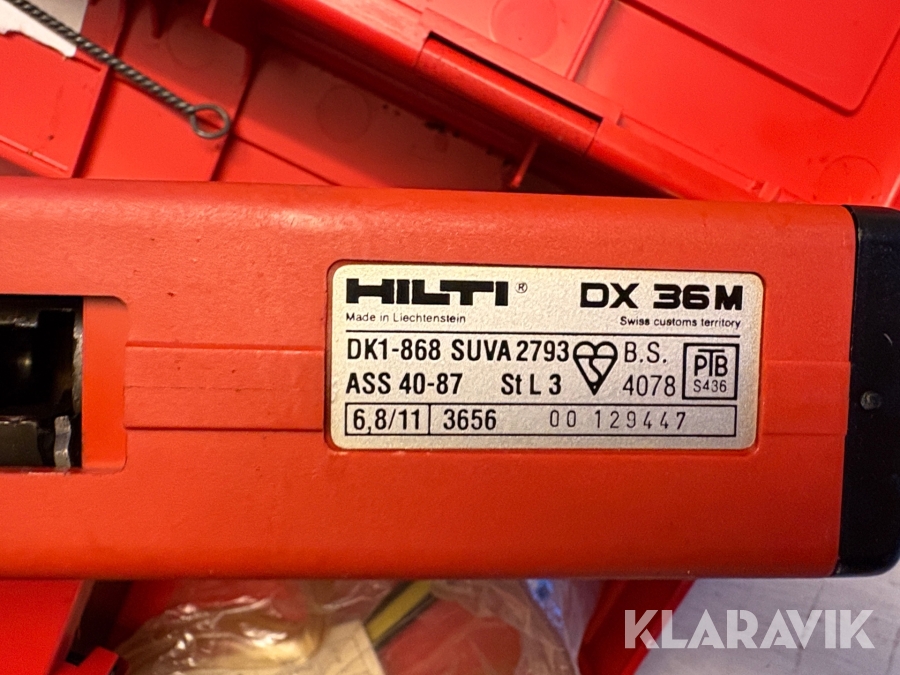 HILTI ® DX 36 M
Made in Liechtenstein Swiss customs territory
DK1-868 SUVA 2793 B.S.
ASS 40-87 St L 3 4078 PTB S436
6,8/11 3656 00 129447
KLARAVIK